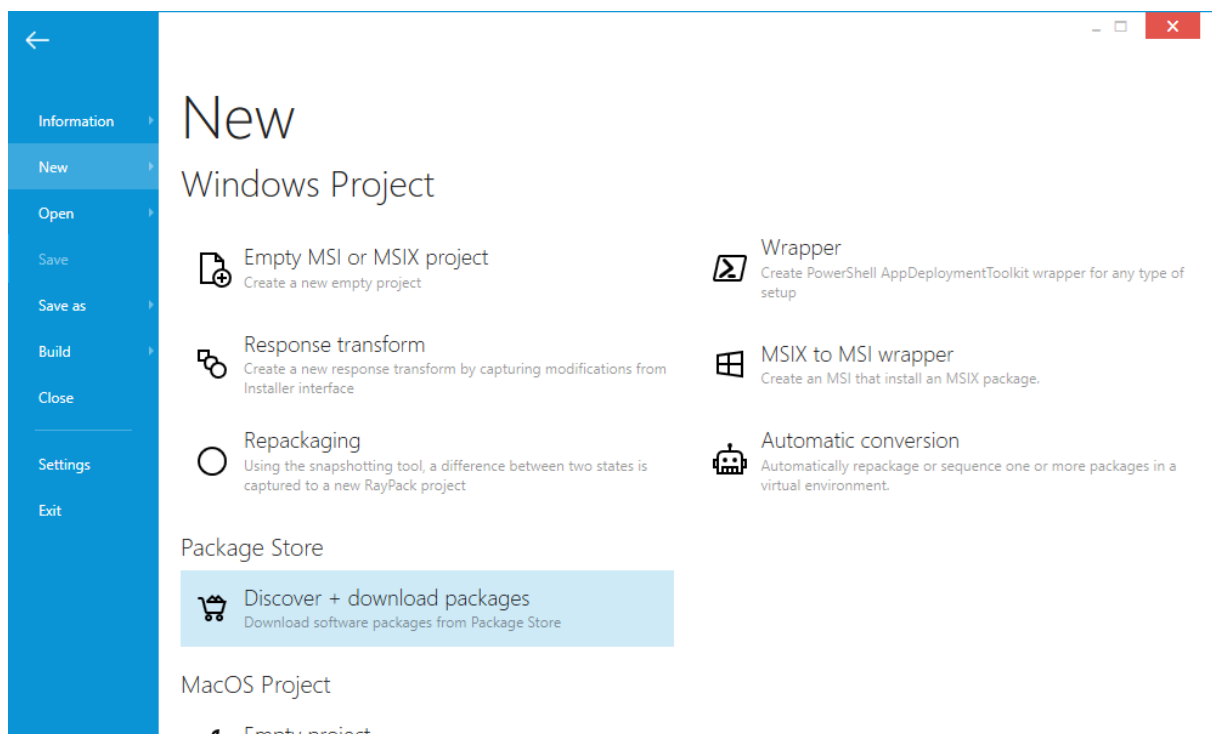 Information
New
Open
Save
Save as
Build
Close
Settings
Exit
New
Windows Project
Empty MSI or MSIX project
Create a new empty project
Response transform
Create a new response transform by capturing modifications from
Installer interface
Repackaging
Using the snapshotting tool, a difference between two states is
captured to a new RayPack project
Wrapper
Create PowerShell AppDeploymentToolkit wrapper for any type of
setup
MSIX to MSI wrapper
Create an MSI that install an MSIX package.
Automatic conversion
Automatically repackage or sequence one or more packages in a
virtual environment.
Package Store
Discover + download packages
Download software packages from Package Store
MacOS Project
Empty project